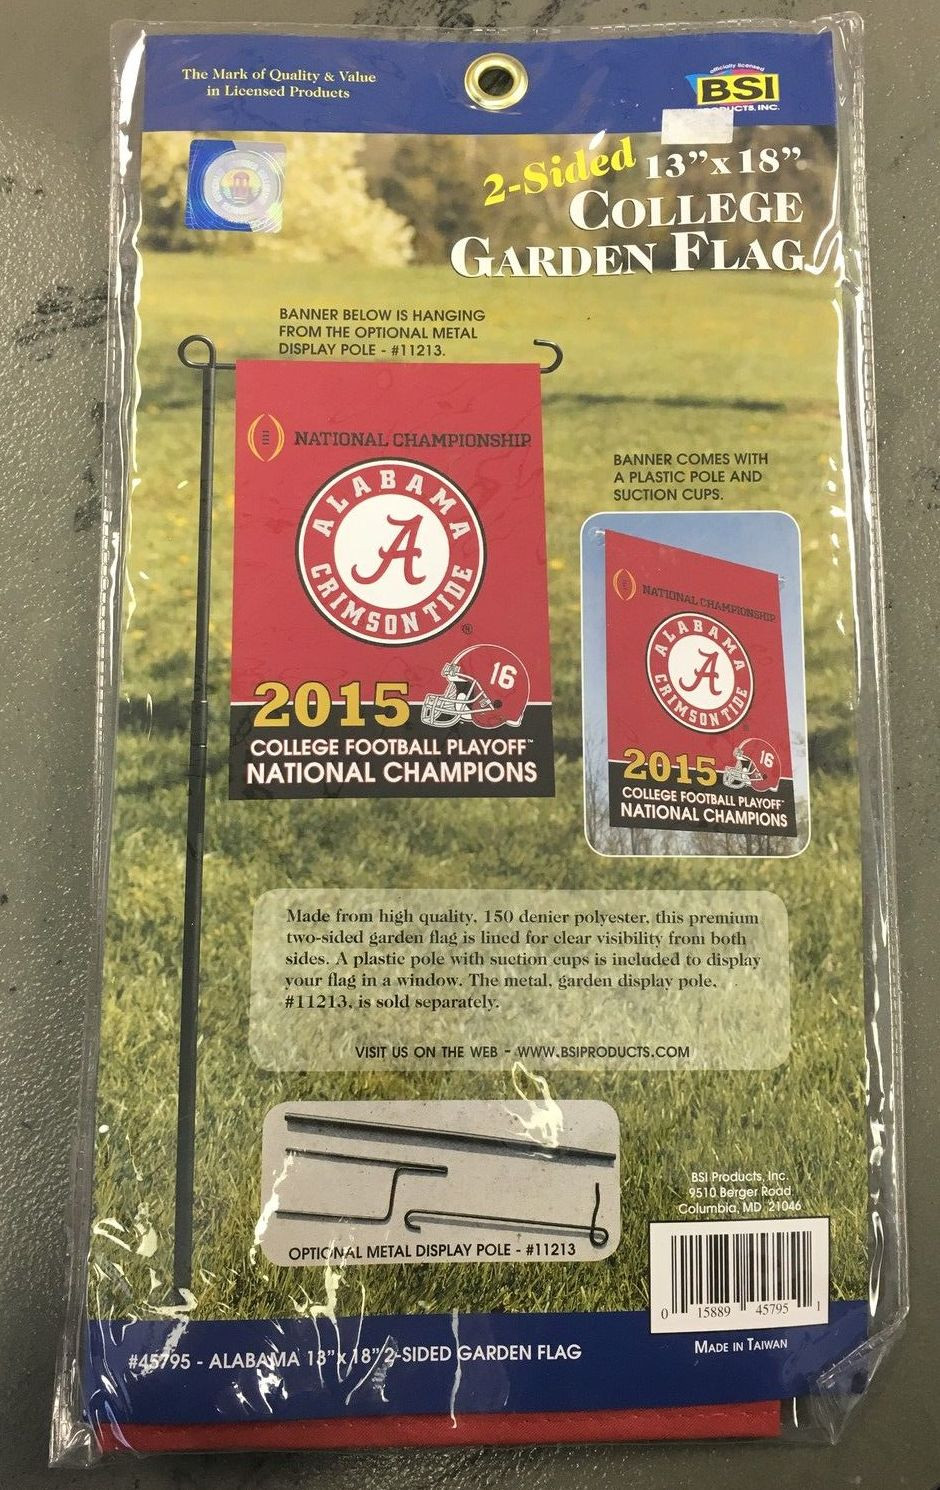 The Mark of Quality & Value
in Licensed Products
officially licensed
BSI
PRODUCTS, INC.
2-Sided 13”x18”
COLLEGE
GARDEN FLAG
BANNER BELOW IS HANGING
FROM THE OPTIONAL METAL
DISPLAY POLE - #11213.
NATIONAL CHAMPIONSHIP
ALABAMA
A
CRIMSON TIDE
®
16
2015
COLLEGE FOOTBALL PLAYOFF™
NATIONAL CHAMPIONS
BANNER COMES WITH
A PLASTIC POLE AND
SUCTION CUPS.
NATIONAL CHAMPIONSHIP
ALABAMA
A
CRIMSON TIDE
16
2015
COLLEGE FOOTBALL PLAYOFF™
NATIONAL CHAMPIONS
Made from high quality, 150 denier polyester, this premium
two-sided garden flag is lined for clear visibility from both
sides. A plastic pole with suction cups is included to display
your flag in a window. The metal, garden display pole,
#11213, is sold separately.
VISIT US ON THE WEB - WWW.BSIPRODUCTS.COM
OPTIONAL METAL DISPLAY POLE - #11213
BSI Products, Inc.
9510 Berger Road
Columbia, MD 21046
0 15889 45795 1
MADE IN TAIWAN
#45795 - ALABAMA 13”x 18” 2-SIDED GARDEN FLAG